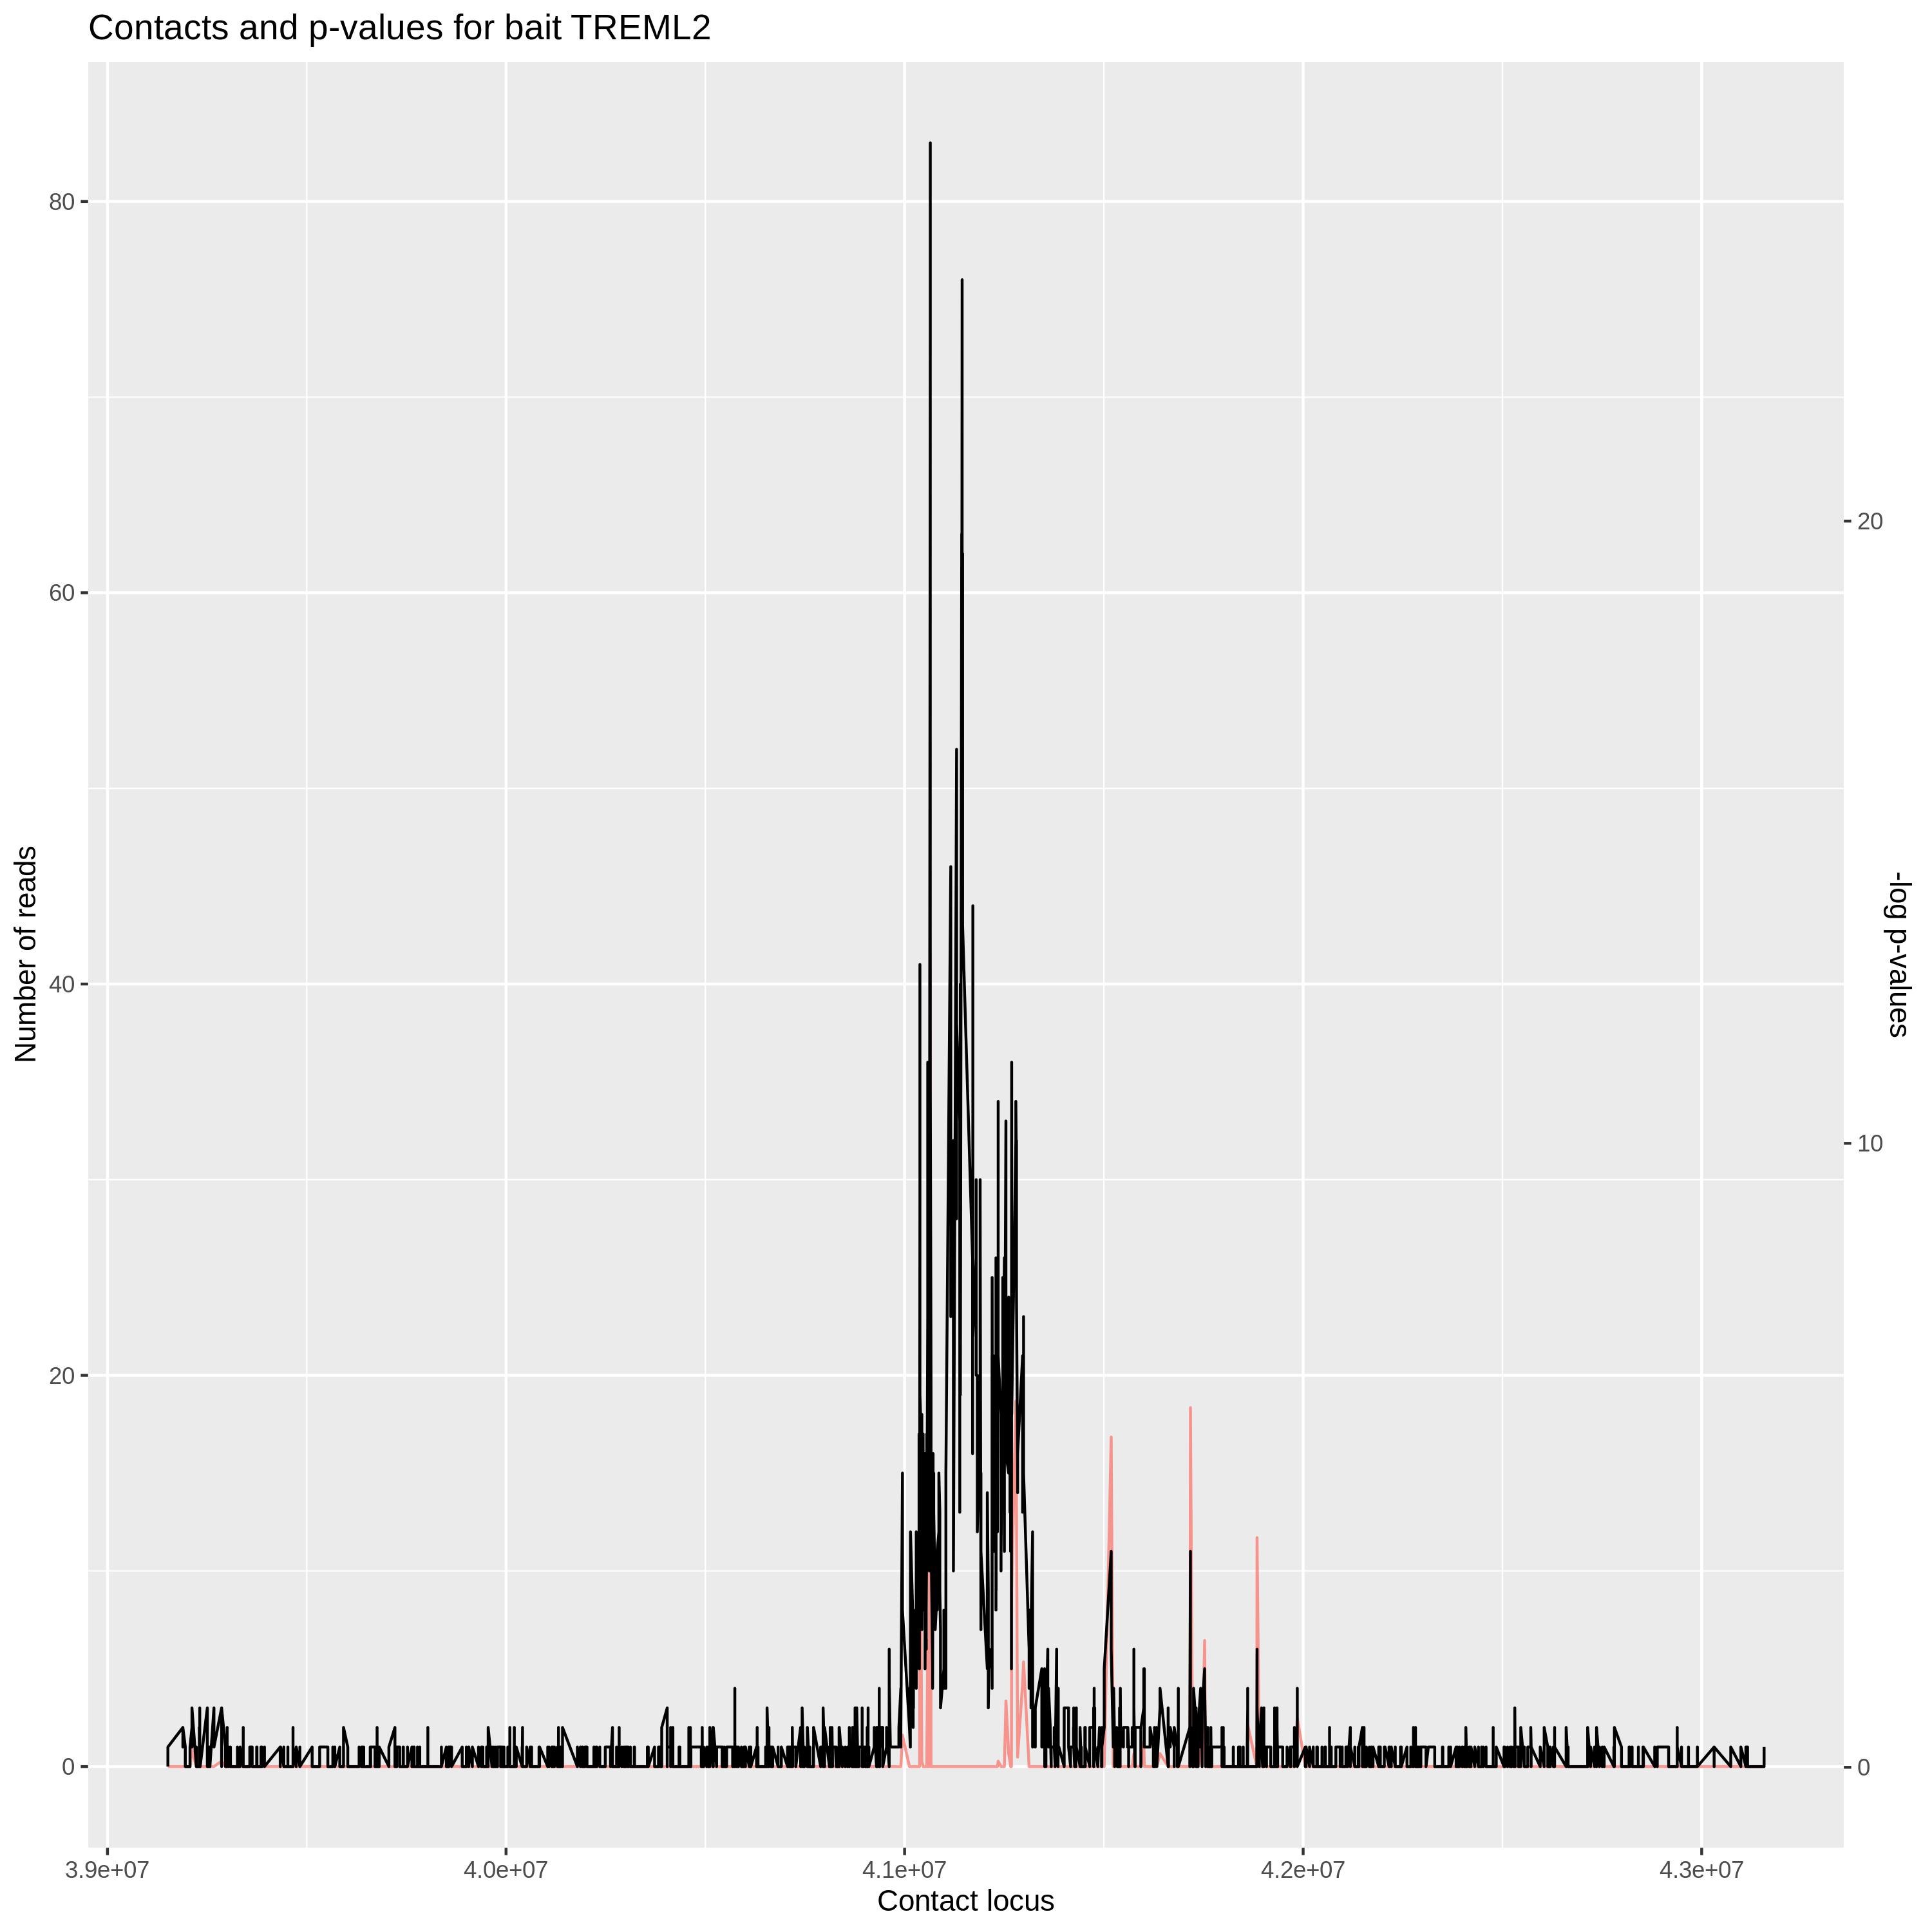 Contacts and p-values for bait TREML2
80
60
40
20
0
Number of reads
20
10
0
-log p-values
3.9e+07
4.0e+07
4.1e+07
4.2e+07
4.3e+07
Contact locus